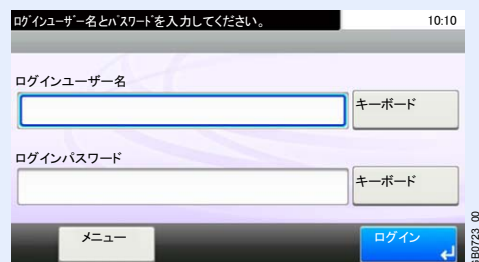 ﾛｸﾞｲﾝﾕｰｻﾞｰ名とﾊﾟｽﾜｰﾄﾞを入力してください。 10:10
ログインユーザー名
キーボード
ログインパスワード
キーボード
メニュー ログイン